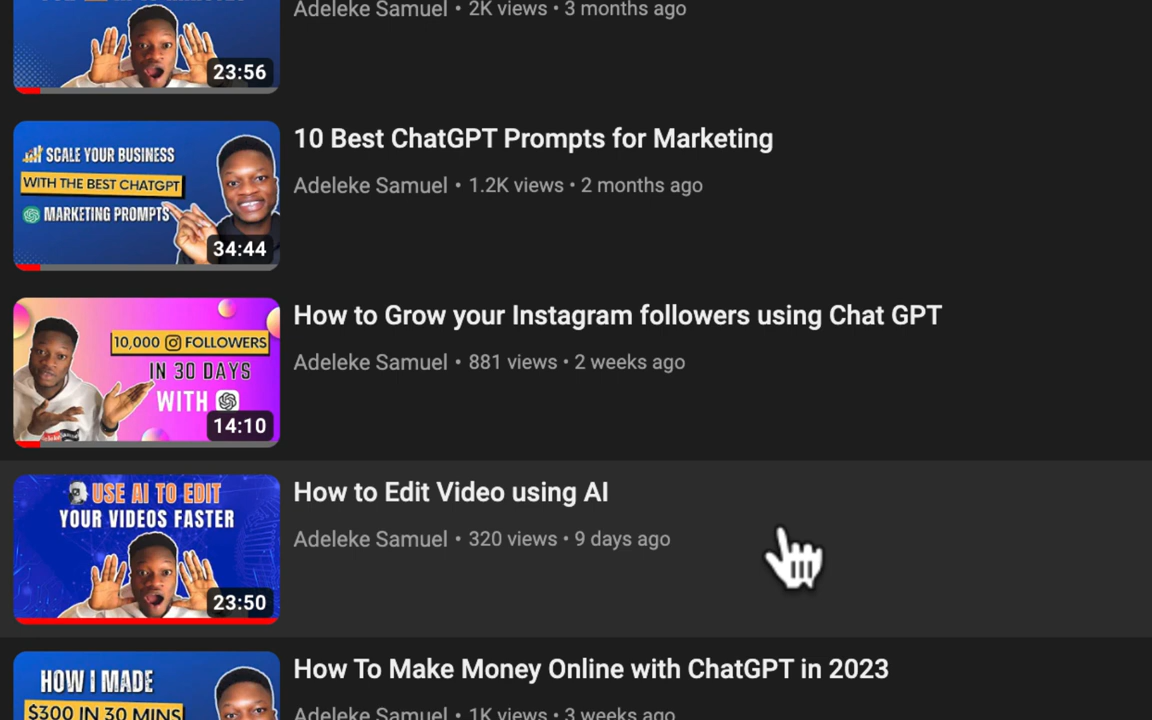 Adeleke Samuel • 2K views • 3 months ago
23:56
SCALE YOUR BUSINESS
WITH THE BEST CHATGPT
MARKETING PROMPTS
34:44
10 Best ChatGPT Prompts for Marketing
Adeleke Samuel • 1.2K views • 2 months ago
10,000 FOLLOWERS
IN 30 DAYS
WITH
14:10
How to Grow your Instagram followers using Chat GPT
Adeleke Samuel • 881 views • 2 weeks ago
USE AI TO EDIT
YOUR VIDEOS FASTER
23:50
How to Edit Video using AI
Adeleke Samuel • 320 views • 9 days ago
HOW I MADE
$300 IN 30 MINS
How To Make Money Online with ChatGPT in 2023
Adeleke Samuel • 1K views • 3 weeks ago